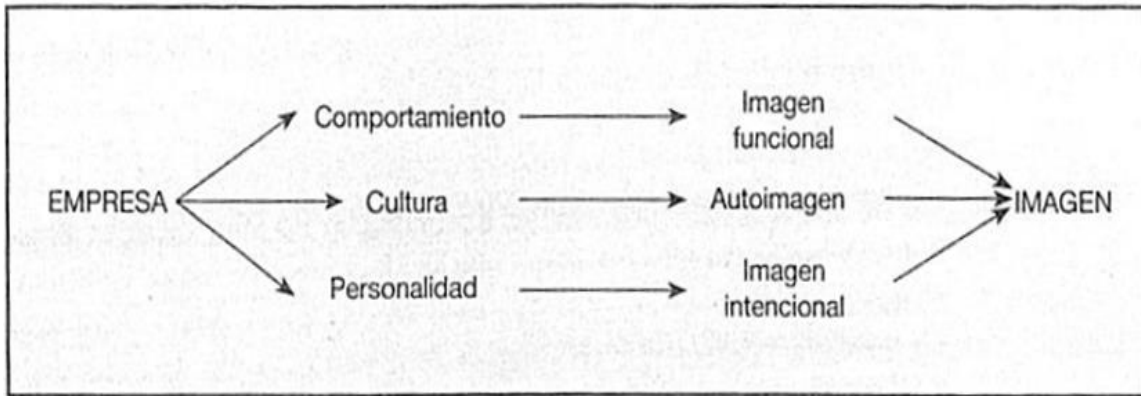 Comportamiento
Imagen
funcional
EMPRESA
Cultura
Autoimagen
IMAGEN
Personalidad
Imagen
intencional